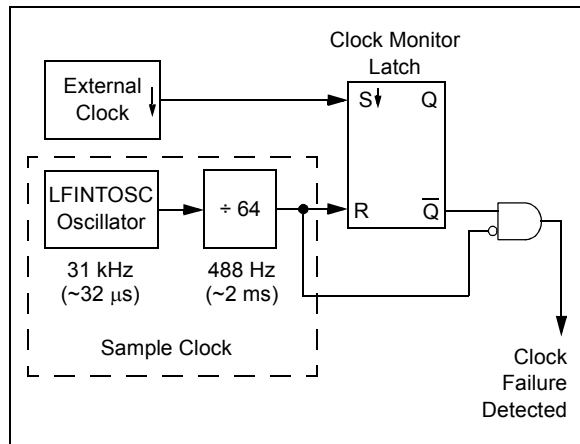 Clock Monitor
Latch
External
Clock
S
Q
LFINTOSC
Oscillator
÷ 64
R
Q̅
31 kHz
(~32 μs)
488 Hz
(~2 ms)
Sample Clock
Clock
Failure
Detected